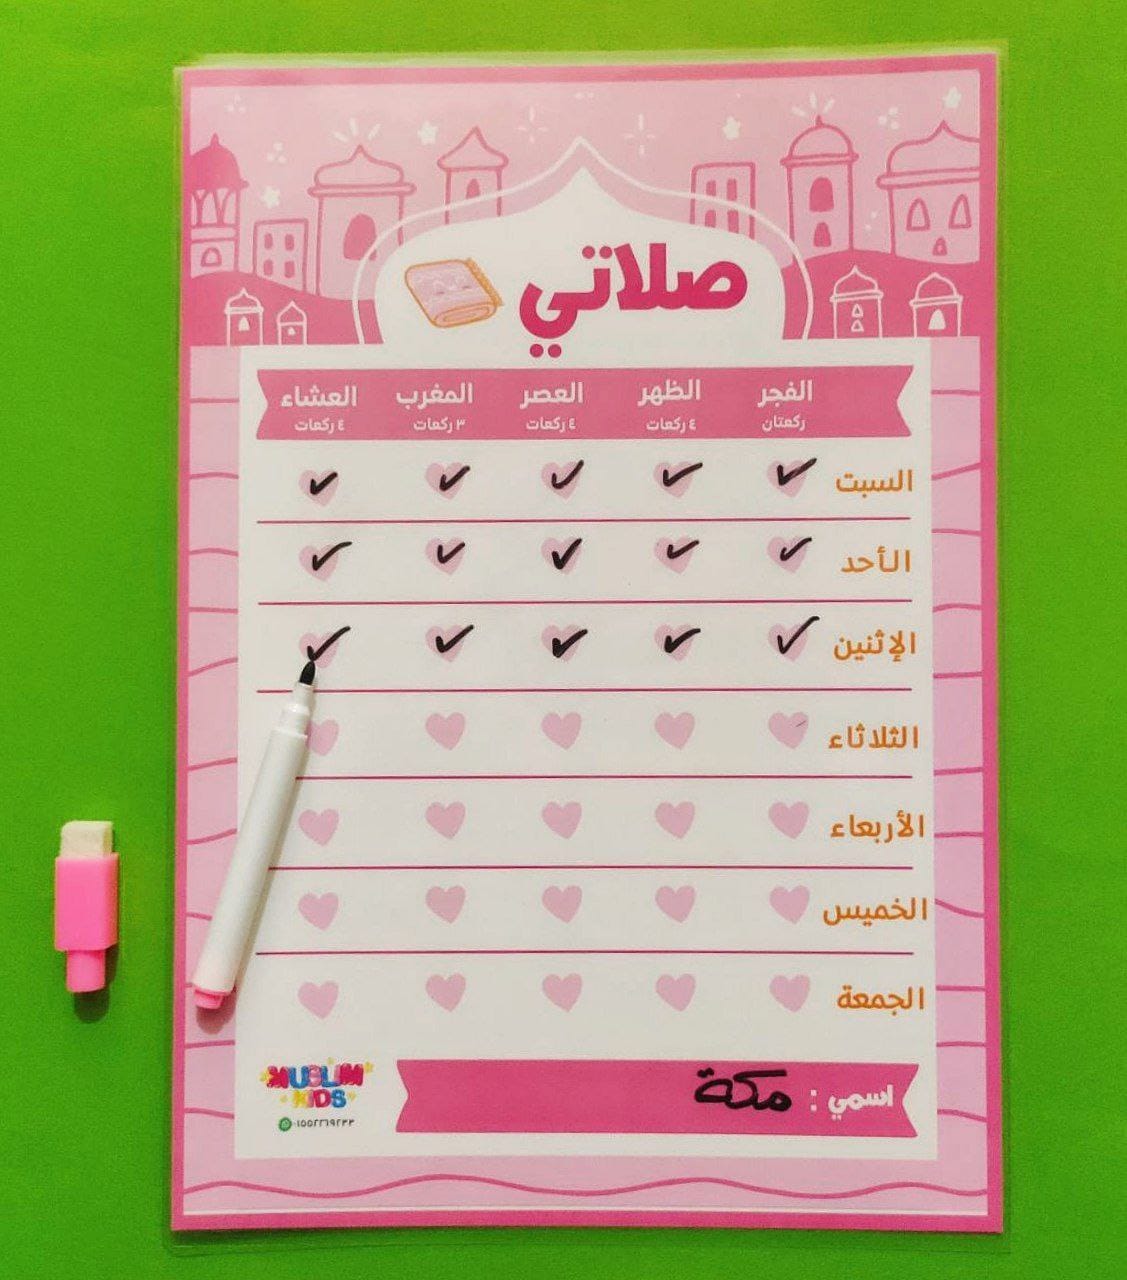 صلاتي
الفجر الظهر العصر المغرب العشاء
ركعتان ٤ ركعات ٤ ركعات ٣ ركعات ٤ ركعات
السبت
الأحد
الإثنين
الثلاثاء
الأربعاء
الخميس
الجمعة
اسمي : مكة
MUSLIM
KIDS
٠١٥٥٢٢٦٩٢٣٣